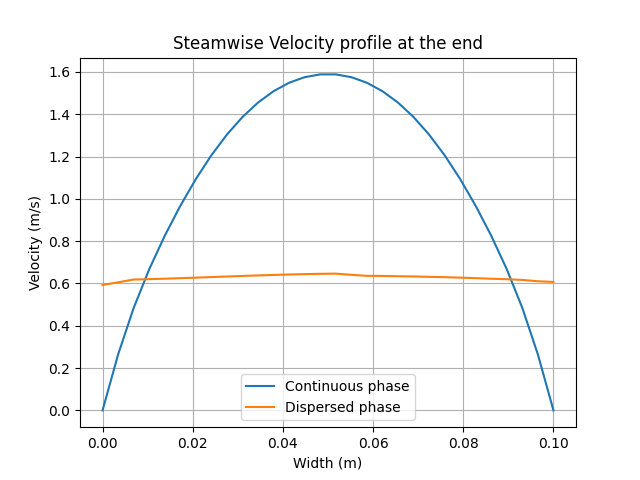 Steamwise Velocity profile at the end
1.6
1.4
1.2
1.0
0.8
0.6
0.4
0.2
0.0
Velocity (m/s)
Continuous phase
Dispersed phase
0.00 0.02 0.04 0.06 0.08 0.10
Width (m)